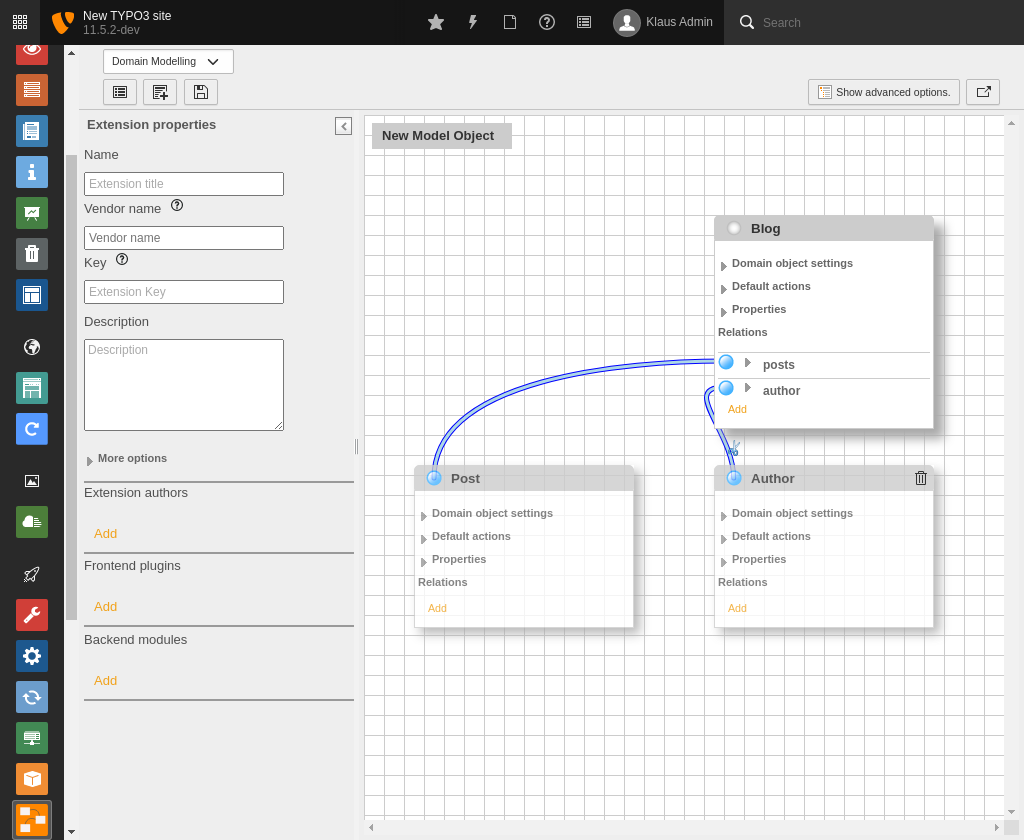 New TYPO3 site
11.5.2-dev
Klaus Admin
Search
Domain Modelling
Show advanced options.
Extension properties
Name
Extension title
Vendor name
Vendor name
Key
Extension Key
Description
Description
More options
Extension authors
Add
Frontend plugins
Add
Backend modules
Add
New Model Object
Blog
Domain object settings
Default actions
Properties
Relations
posts
author
Add
Post
Domain object settings
Default actions
Properties
Relations
Add
Author
Domain object settings
Default actions
Properties
Relations
Add